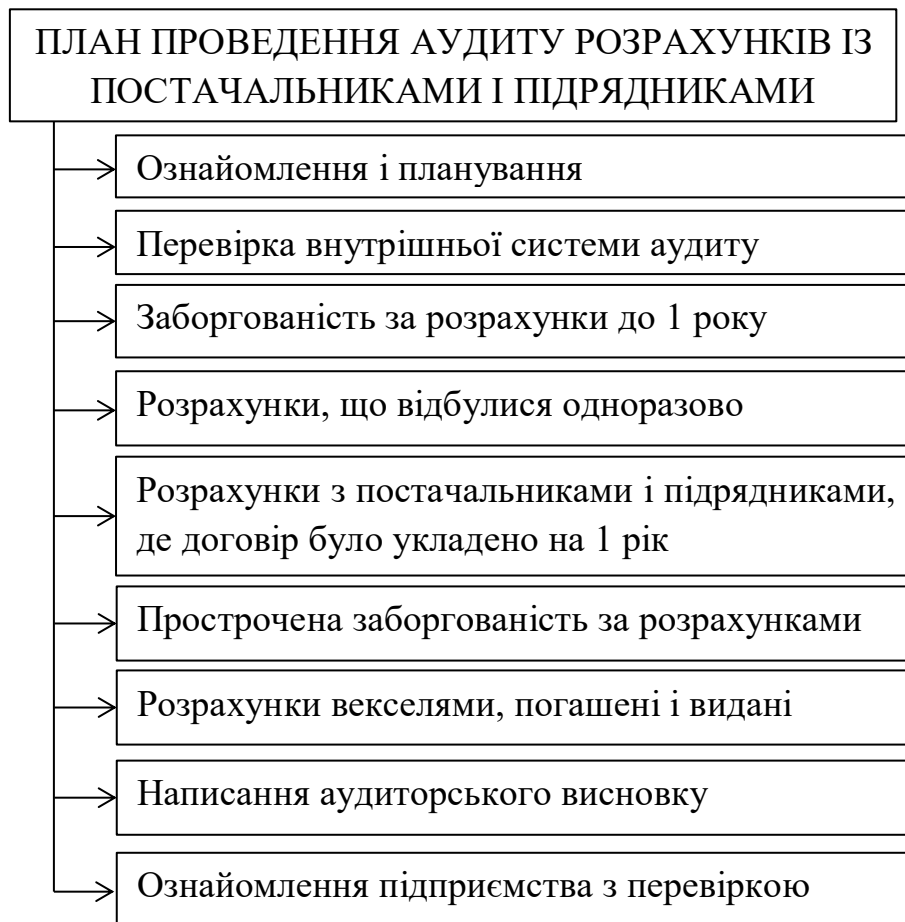 ПЛАН ПРОВЕДЕННЯ АУДИТУ РОЗРАХУНКІВ ІЗ
ПОСТАЧАЛЬНИКАМИ І ПІДРЯДНИКАМИ
Ознайомлення і планування
Перевірка внутрішньої системи аудиту
Заборгованість за розрахунки до 1 року
Розрахунки, що відбулися одноразово
Розрахунки з постачальниками і підрядниками,
де договір було укладено на 1 рік
Прострочена заборгованість за розрахунками
Розрахунки векселями, погашені і видані
Написання аудиторського висновку
Ознайомлення підприємства з перевіркою